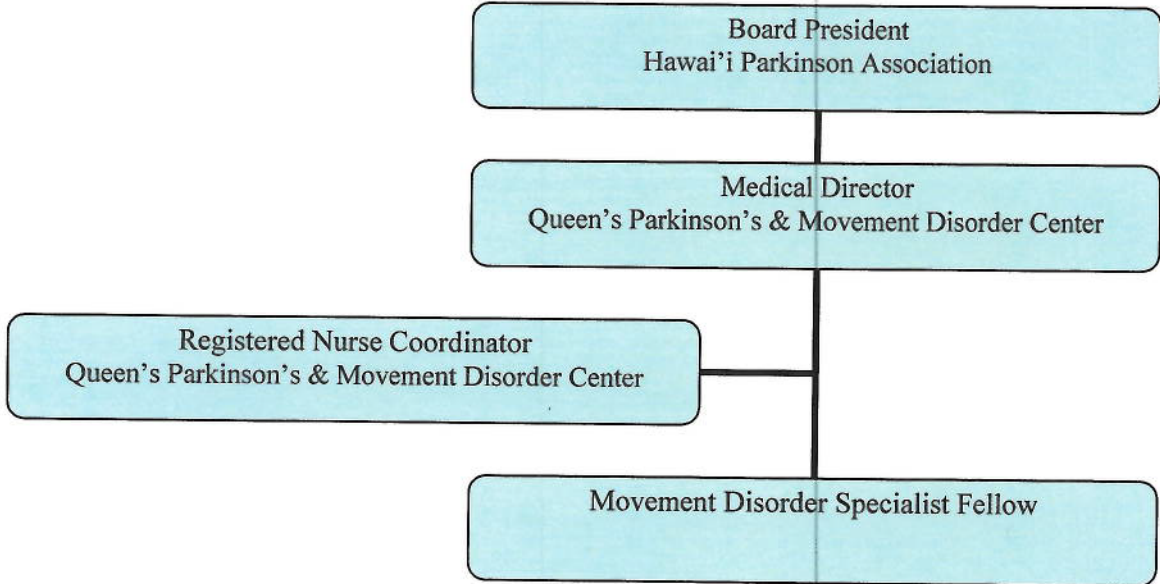 Board President
Hawai’i Parkinson Association
Medical Director
Queen’s Parkinson’s & Movement Disorder Center
Registered Nurse Coordinator
Queen’s Parkinson’s & Movement Disorder Center
Movement Disorder Specialist Fellow